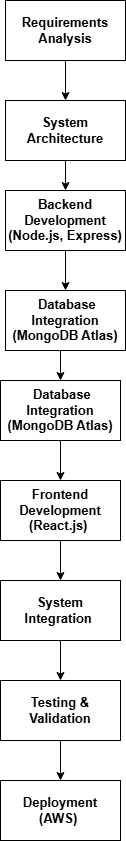 Requirements
Analysis
System
Architecture
Backend
Development
(Node.js, Express)
Database
Integration
(MongoDB Atlas)
Database
Integration
(MongoDB Atlas)
Frontend
Development
(React.js)
System
Integration
Testing &
Validation
Deployment
(AWS)